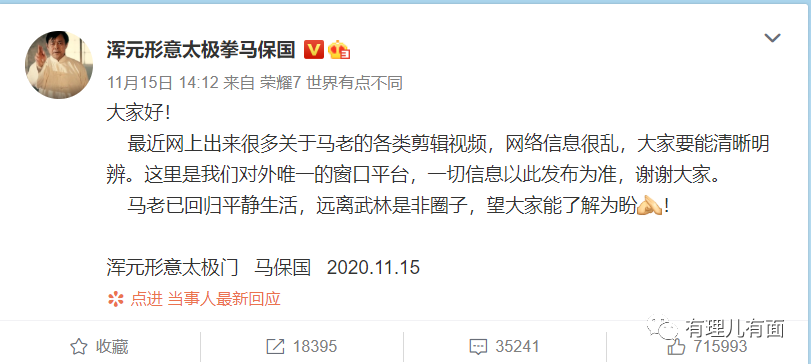 浑元形意太极拳马保国
11月15日 14:12 来自 荣耀7 世界有点不同
大家好！
最近网上出来很多关于马老的各类剪辑视频，网络信息很乱，大家要能清晰明
辨。这里是我们对外唯一的窗口平台，一切信息以此发布为准，谢谢大家。
马老已回归平静生活，远离武林是非圈子，望大家能了解为盼！
浑元形意太极门 马保国 2020.11.15
点进 当事人最新回应
收藏 18395 35241 715993
有理儿有面